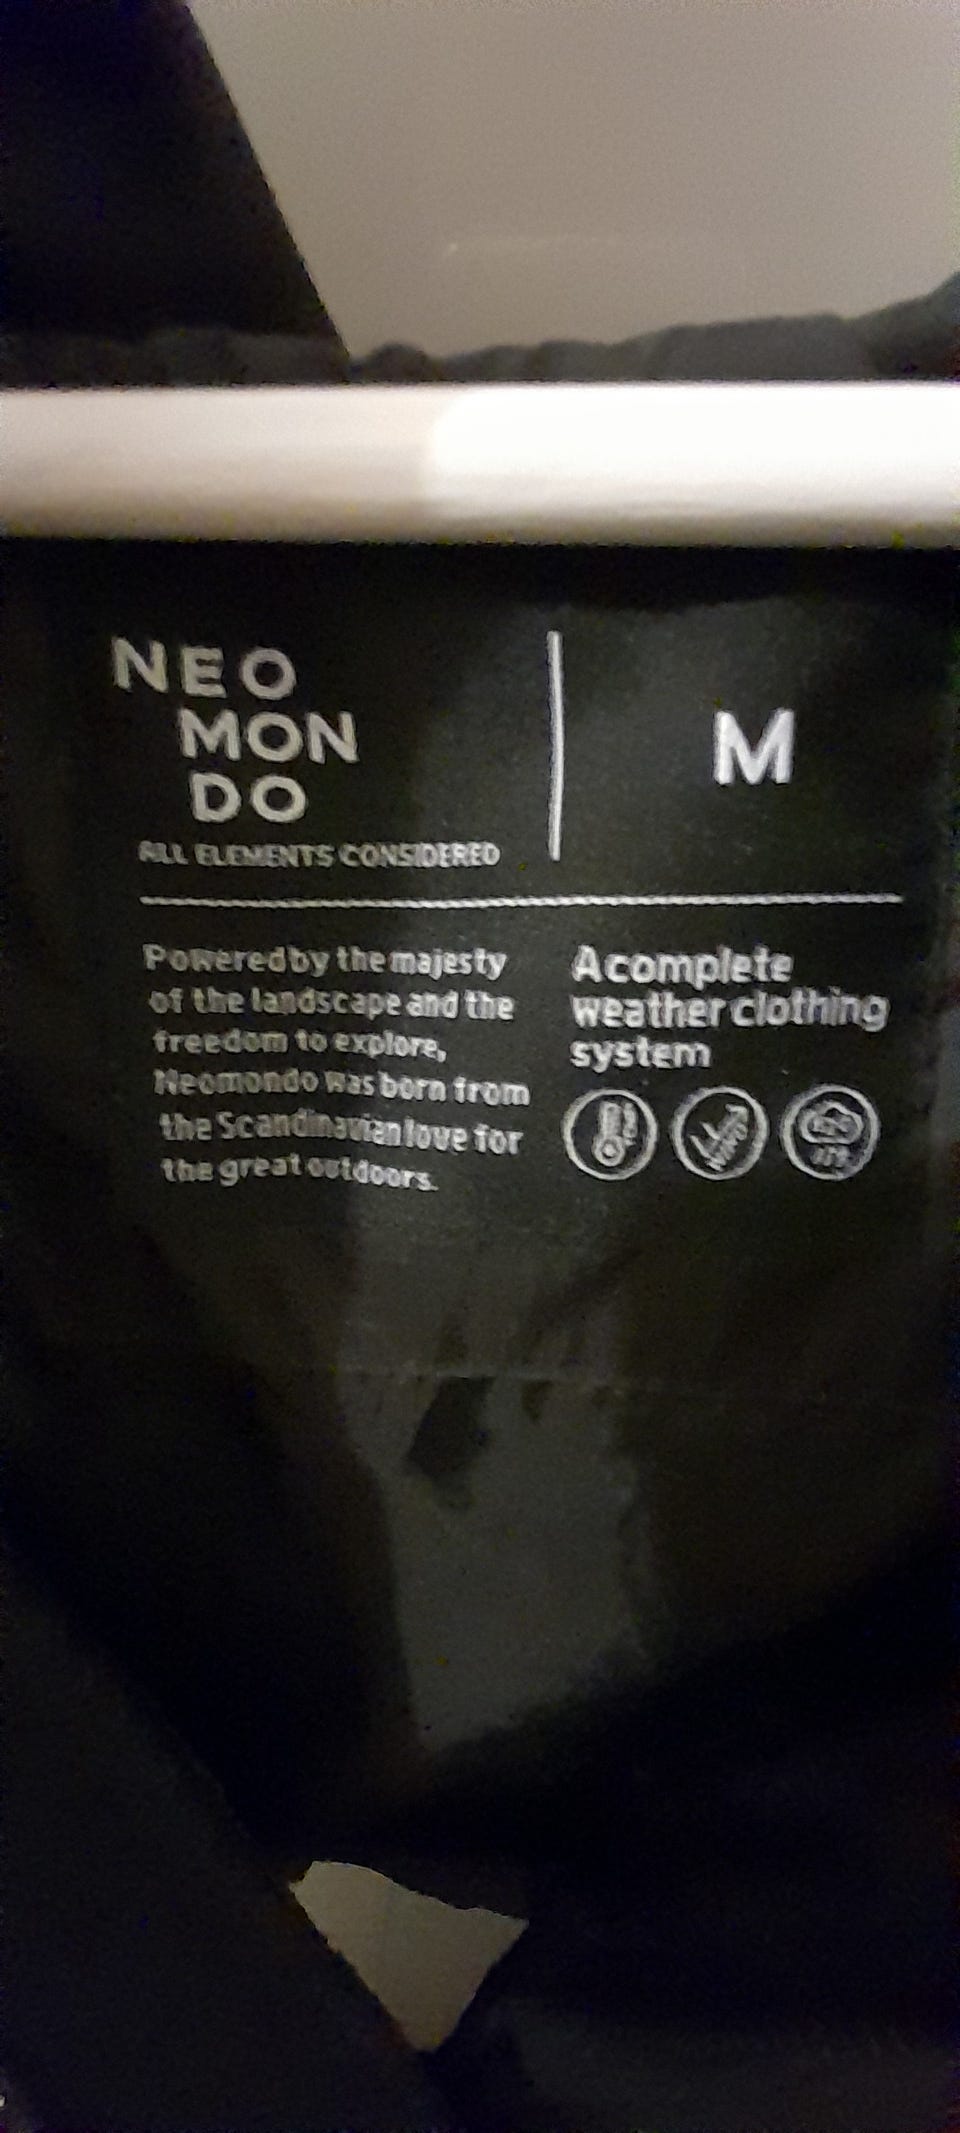 NEO
MON
DO
ALL ELEMENTS CONSIDERED
M
Powered by the majesty
of the landscape and the
freedom to explore,
Neomondo was born from
the Scandinavian love for
the great outdoors.
A complete
weather clothing
system